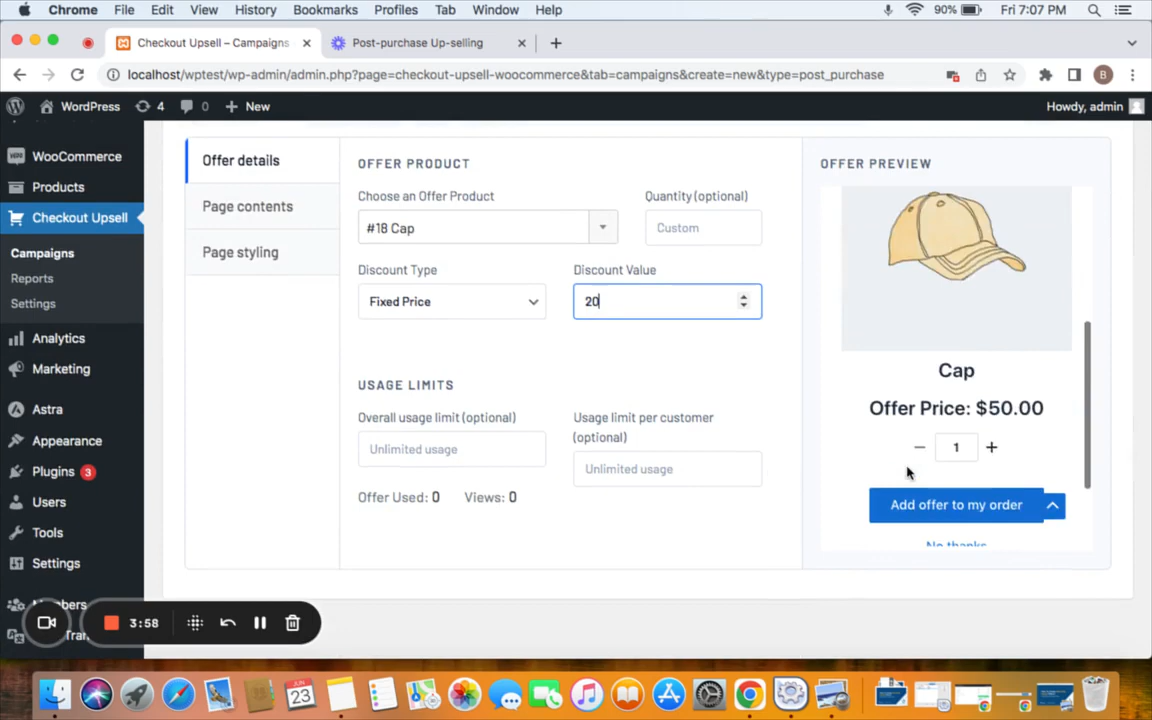 Chrome File Edit View History Bookmarks Profiles Tab Window Help 90% Fri 7:07 PM
Checkout Upsell – Campaigns Post-purchase Up-selling
localhost/wptest/wp-admin/admin.php?page=checkout-upsell-woocommerce&tab=campaigns&create=new&type=post_purchase B
WordPress 4 0 New Howdy, admin
WooCommerce
Products
Checkout Upsell
Campaigns
Reports
Settings
Analytics
Marketing
Astra
Appearance
Plugins 3
Users
Tools
Settings
Offer details
Page contents
Page styling
OFFER PRODUCT
Choose an Offer Product Quantity (optional)
#18 Cap Custom
Discount Type Discount Value
Fixed Price 20
USAGE LIMITS
Overall usage limit (optional) Usage limit per customer
(optional)
Unlimited usage Unlimited usage
Offer Used: 0 Views: 0
OFFER PREVIEW
Cap
Offer Price: $50.00
− 1 +
Add offer to my order
No thanks
3:58
JUN
23